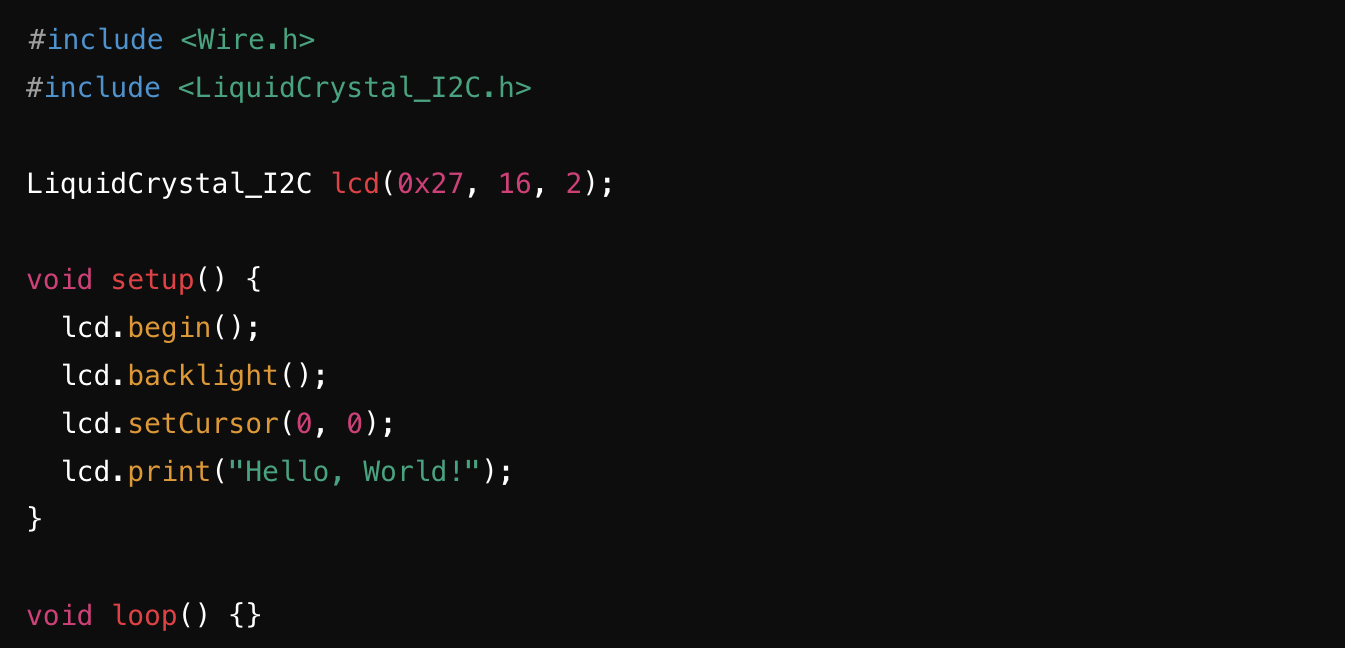 #include <Wire.h>
#include <LiquidCrystal_I2C.h>

LiquidCrystal_I2C lcd(0x27, 16, 2);

void setup() {
  lcd.begin();
  lcd.backlight();
  lcd.setCursor(0, 0);
  lcd.print("Hello, World!");
}

void loop() {}